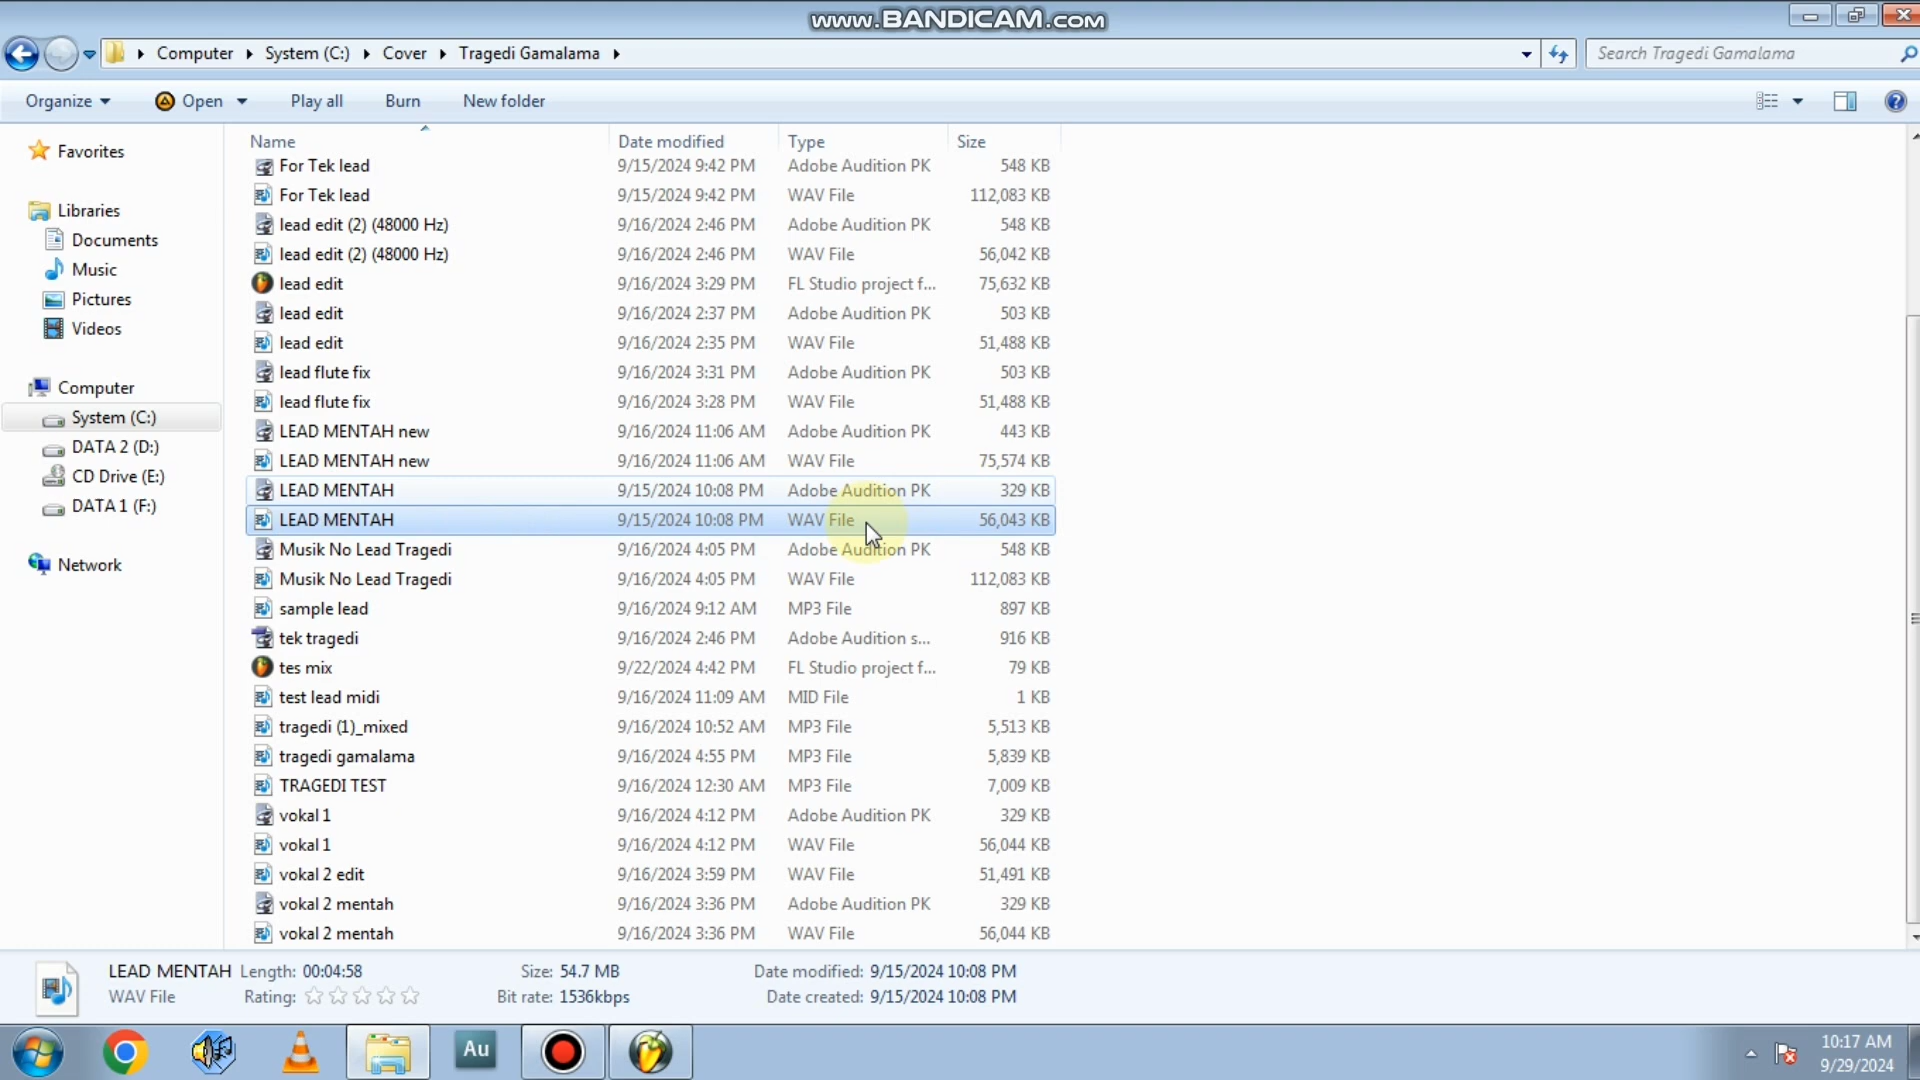 www.BANDICAM.com
Computer System (C:) Cover Tragedi Gamalama Search Tragedi Gamalama
Organize Open Play all Burn New folder
Favorites
Libraries
Documents
Music
Pictures
Videos
Computer
System (C:)
DATA 2 (D:)
CD Drive (E:)
DATA 1 (F:)
Network
Name Date modified Type Size
For Tek lead 9/15/2024 9:42 PM Adobe Audition PK 548 KB
For Tek lead 9/15/2024 9:42 PM WAV File 112,083 KB
lead edit (2) (48000 Hz) 9/16/2024 2:46 PM Adobe Audition PK 548 KB
lead edit (2) (48000 Hz) 9/16/2024 2:46 PM WAV File 56,042 KB
lead edit 9/16/2024 3:29 PM FL Studio project f... 75,632 KB
lead edit 9/16/2024 2:37 PM Adobe Audition PK 503 KB
lead edit 9/16/2024 2:35 PM WAV File 51,488 KB
lead flute fix 9/16/2024 3:31 PM Adobe Audition PK 503 KB
lead flute fix 9/16/2024 3:28 PM WAV File 51,488 KB
LEAD MENTAH new 9/16/2024 11:06 AM Adobe Audition PK 443 KB
LEAD MENTAH new 9/16/2024 11:06 AM WAV File 75,574 KB
LEAD MENTAH 9/15/2024 10:08 PM Adobe Audition PK 329 KB
LEAD MENTAH 9/15/2024 10:08 PM WAV File 56,043 KB
Musik No Lead Tragedi 9/16/2024 4:05 PM Adobe Audition PK 548 KB
Musik No Lead Tragedi 9/16/2024 4:05 PM WAV File 112,083 KB
sample lead 9/16/2024 9:12 AM MP3 File 897 KB
tek tragedi 9/16/2024 2:46 PM Adobe Audition s... 916 KB
tes mix 9/22/2024 4:42 PM FL Studio project f... 79 KB
test lead midi 9/16/2024 11:09 AM MID File 1 KB
tragedi (1)_mixed 9/16/2024 10:52 AM MP3 File 5,513 KB
tragedi gamalama 9/16/2024 4:55 PM MP3 File 5,839 KB
TRAGEDI TEST 9/16/2024 12:30 AM MP3 File 7,009 KB
vokal 1 9/16/2024 4:12 PM Adobe Audition PK 329 KB
vokal 1 9/16/2024 4:12 PM WAV File 56,044 KB
vokal 2 edit 9/16/2024 3:59 PM WAV File 51,491 KB
vokal 2 mentah 9/16/2024 3:36 PM Adobe Audition PK 329 KB
vokal 2 mentah 9/16/2024 3:36 PM WAV File 56,044 KB
LEAD MENTAH Length: 00:04:58 Size: 54.7 MB Date modified: 9/15/2024 10:08 PM
WAV File Rating: Bit rate: 1536kbps Date created: 9/15/2024 10:08 PM
Au
10:17 AM
9/29/2024